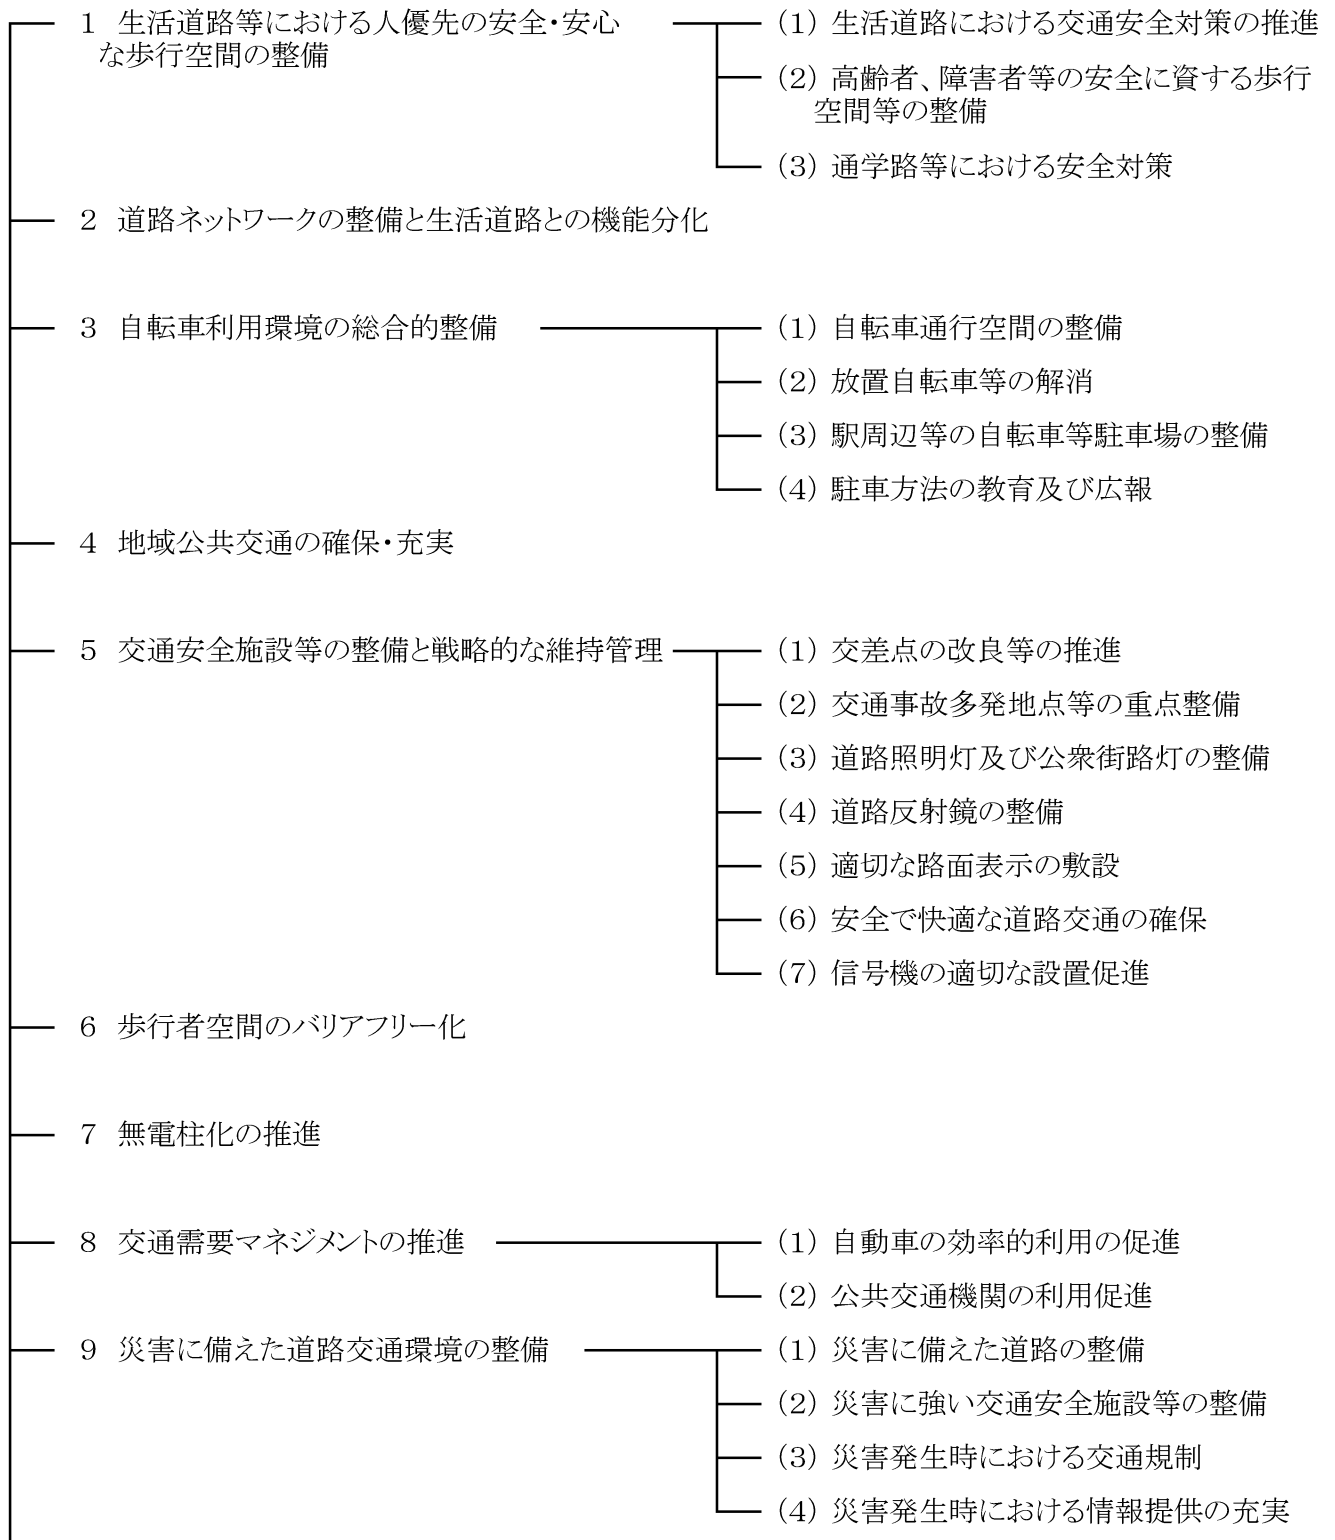 1 生活道路等における人優先の安全・安心
な歩行空間の整備
(1) 生活道路における交通安全対策の推進
(2) 高齢者、障害者等の安全に資する歩行
空間等の整備
(3) 通学路等における安全対策
2 道路ネットワークの整備と生活道路との機能分化
3 自転車利用環境の総合的整備
(1) 自転車通行空間の整備
(2) 放置自転車等の解消
(3) 駅周辺等の自転車等駐車場の整備
(4) 駐車方法の教育及び広報
4 地域公共交通の確保・充実
5 交通安全施設等の整備と戦略的な維持管理
(1) 交差点の改良等の推進
(2) 交通事故多発地点等の重点整備
(3) 道路照明灯及び公衆街路灯の整備
(4) 道路反射鏡の整備
(5) 適切な路面表示の敷設
(6) 安全で快適な道路交通の確保
(7) 信号機の適切な設置促進
6 歩行者空間のバリアフリー化
7 無電柱化の推進
8 交通需要マネジメントの推進
(1) 自動車の効率的利用の促進
(2) 公共交通機関の利用促進
9 災害に備えた道路交通環境の整備
(1) 災害に備えた道路の整備
(2) 災害に強い交通安全施設等の整備
(3) 災害発生時における交通規制
(4) 災害発生時における情報提供の充実